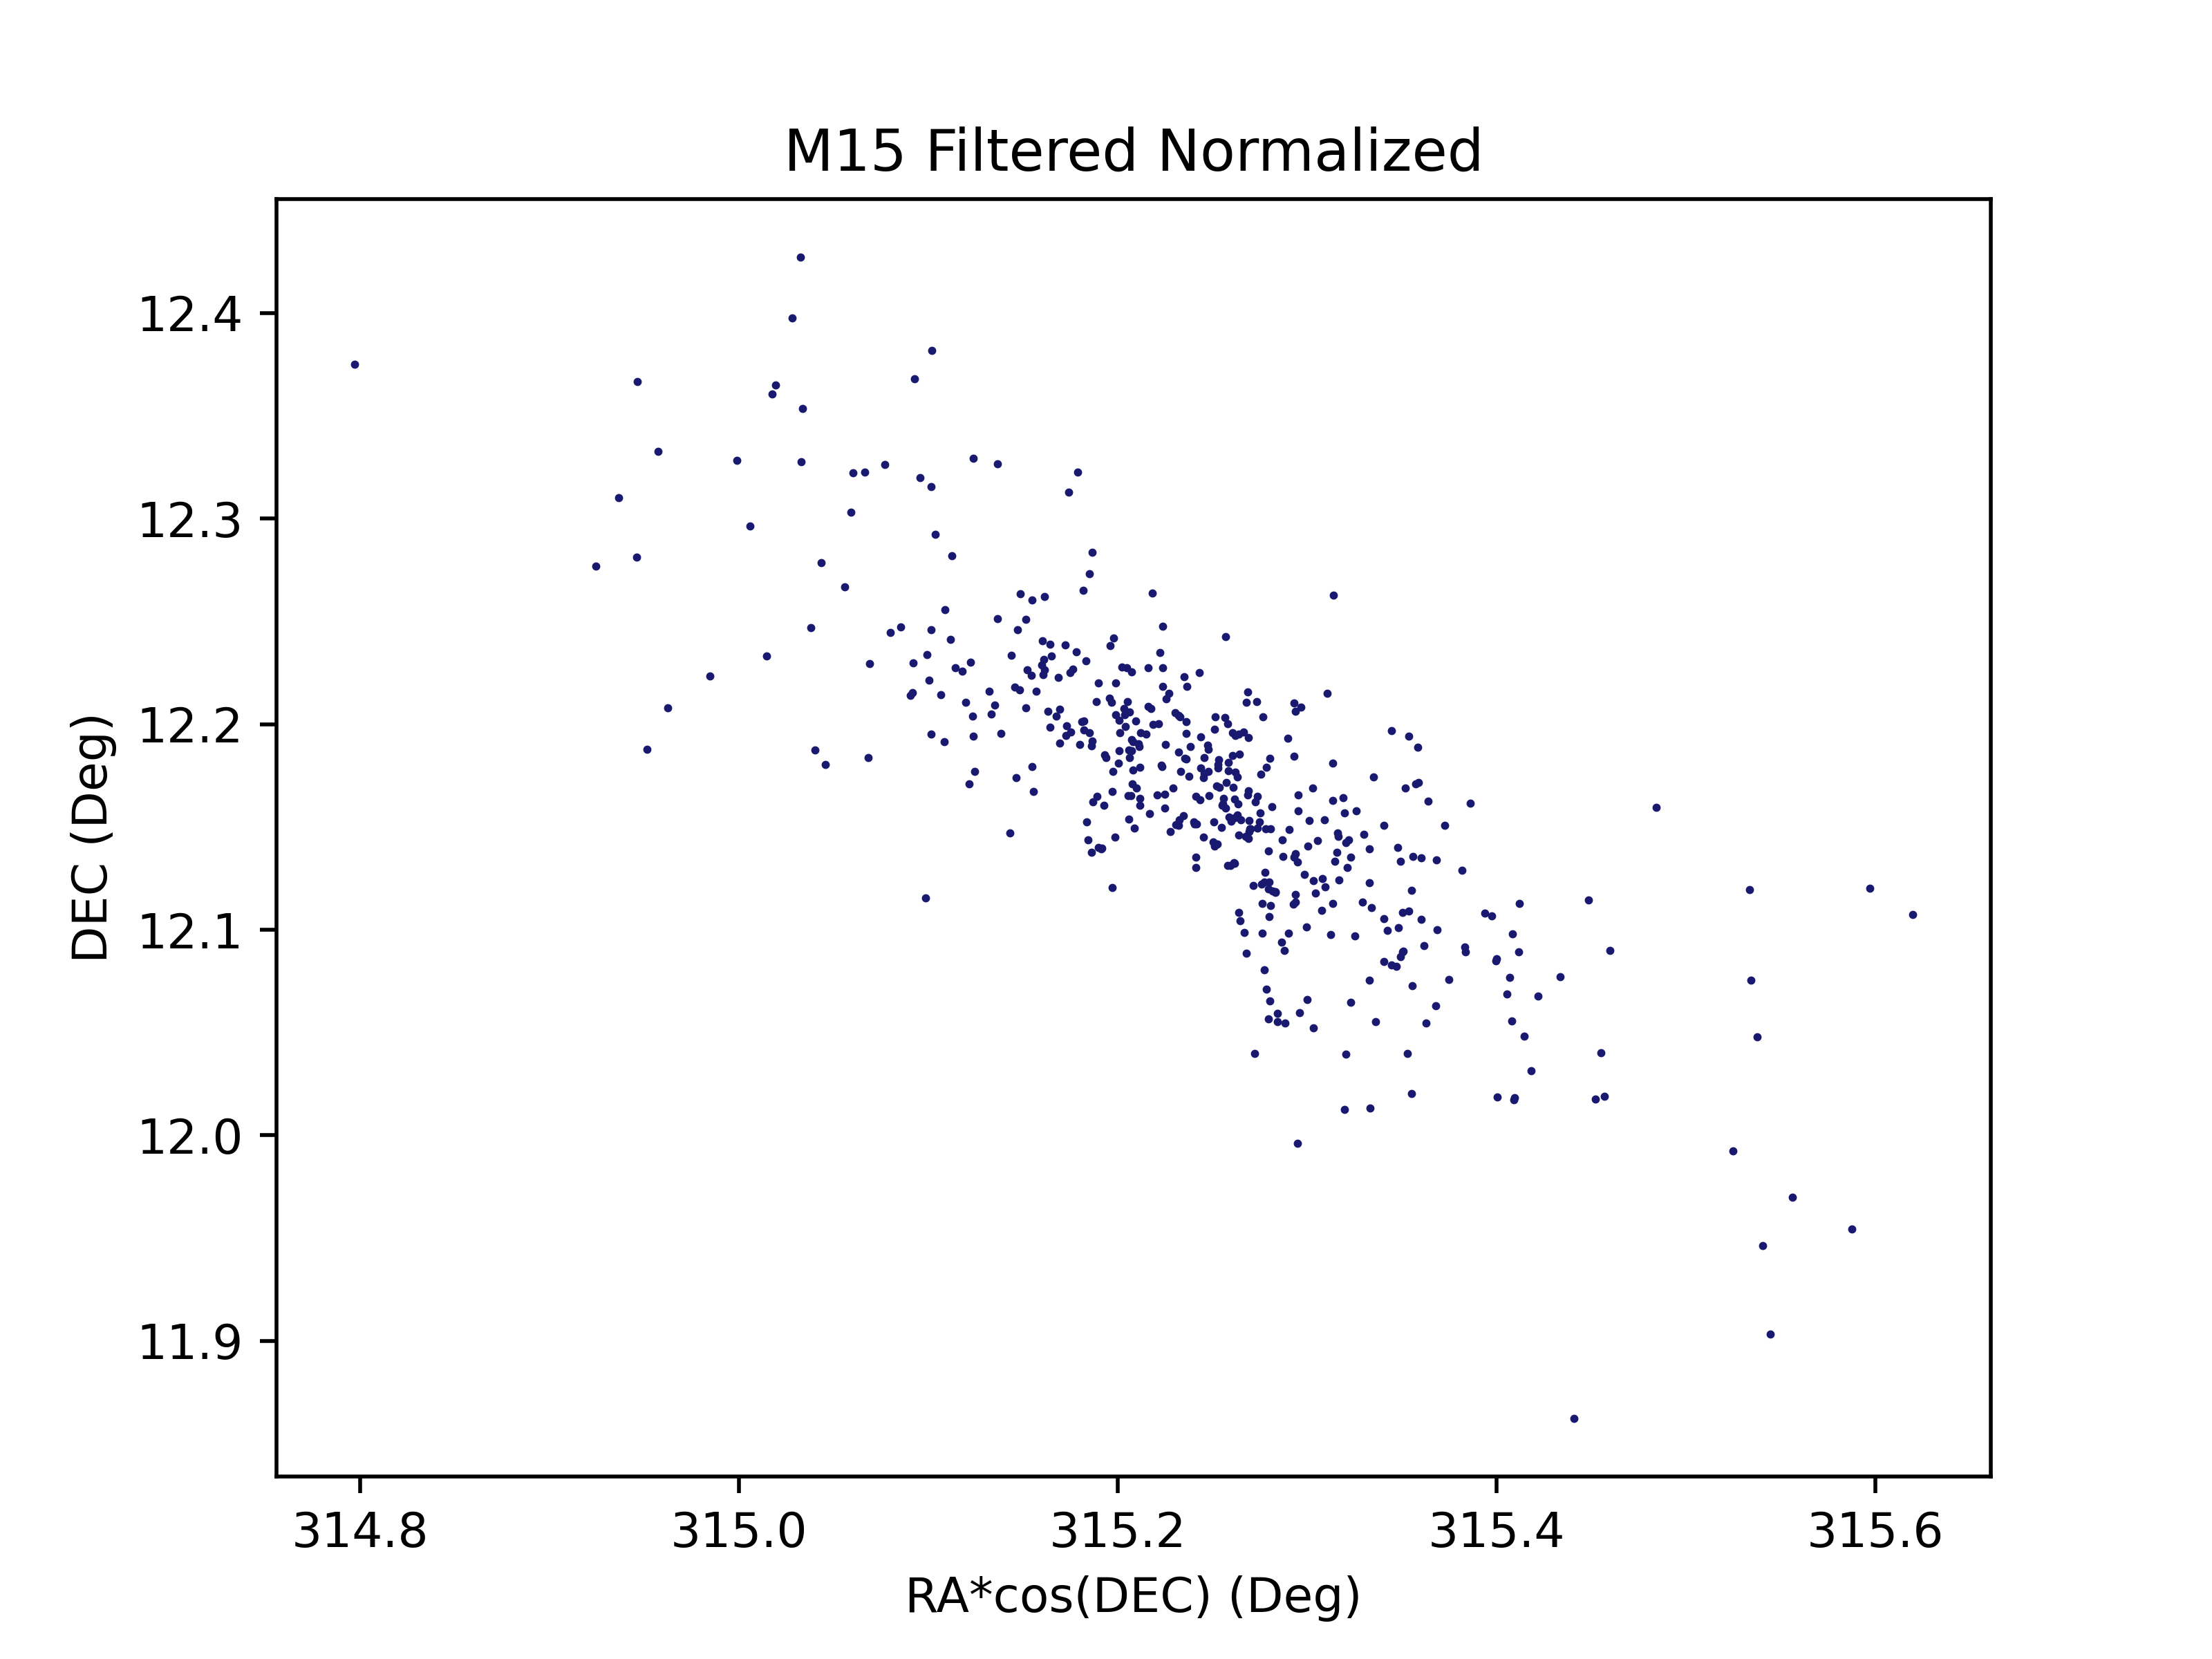 M15 Filtered Normalized
12.4
12.3
12.2
12.1
12.0
11.9
DEC (Deg)
314.8 315.0 315.2 315.4 315.6
RA*cos(DEC) (Deg)